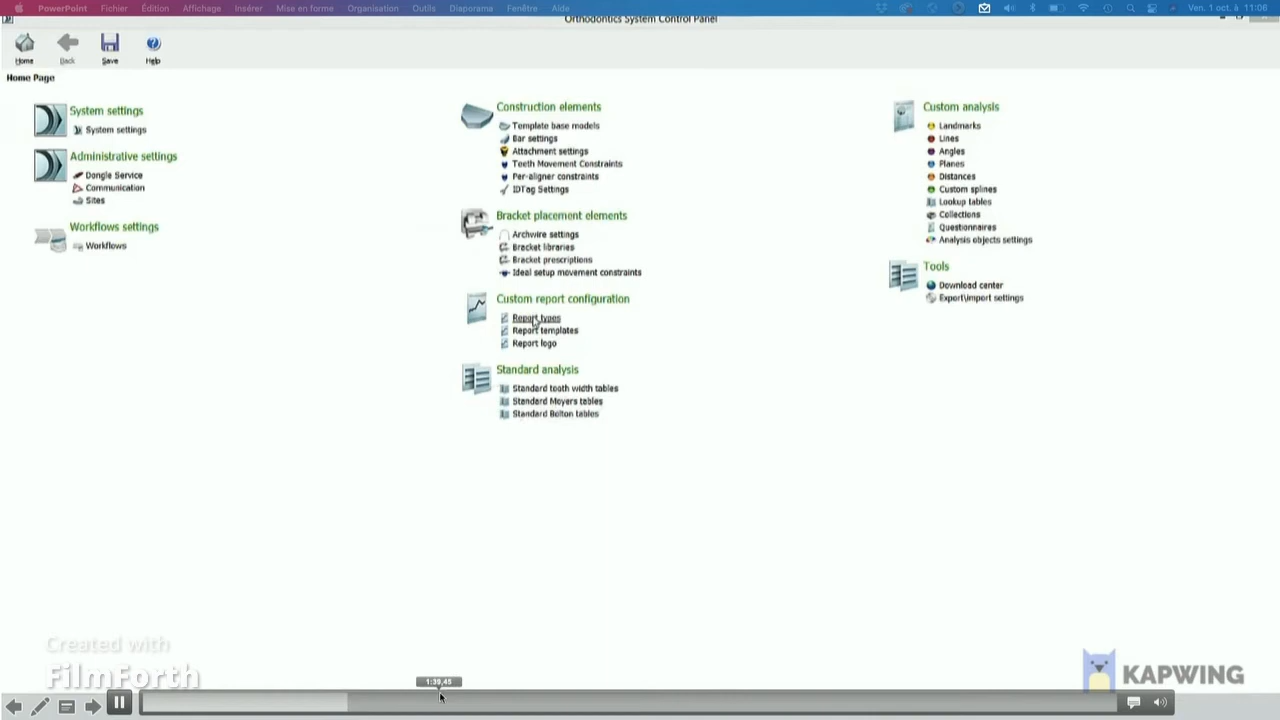 PowerPoint Fichier Édition Affichage Insérer Mise en forme Organisation Outils Diaporama Fenêtre Aide Ven. 1 oct. à 11:06
Orthodontics System Control Panel
Home Back Save Help
Home Page
System settings
System settings
Administrative settings
Dongle Service
Communication
Sites
Workflows settings
Workflows
Construction elements
Template base models
Bar settings
Attachment settings
Teeth Movement Constraints
Per-aligner constraints
IDTag Settings
Bracket placement elements
Archwire settings
Bracket libraries
Bracket prescriptions
Ideal setup movement constraints
Custom report configuration
Report types
Report templates
Report logo
Standard analysis
Standard tooth width tables
Standard Moyers tables
Standard Bolton tables
Custom analysis
Landmarks
Lines
Angles
Planes
Distances
Custom splines
Lookup tables
Collections
Questionnaires
Analysis objects settings
Tools
Download center
Export\Import settings
Created with
FilmForth
KAPWING
1:39,45